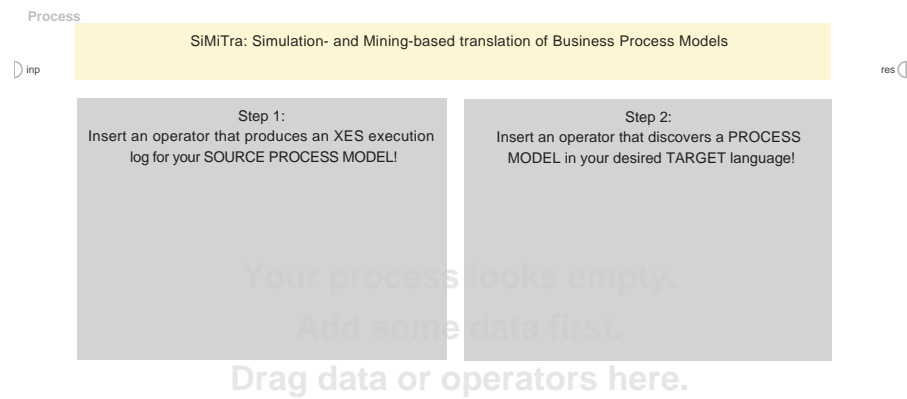 Process
SiMiTra: Simulation- and Mining-based translation of Business Process Models
inp
res
Step 1:
Insert an operator that produces an XES execution
log for your SOURCE PROCESS MODEL!
Step 2:
Insert an operator that discovers a PROCESS
MODEL in your desired TARGET language!
Your process looks empty.
Add some data first.
Drag data or operators here.